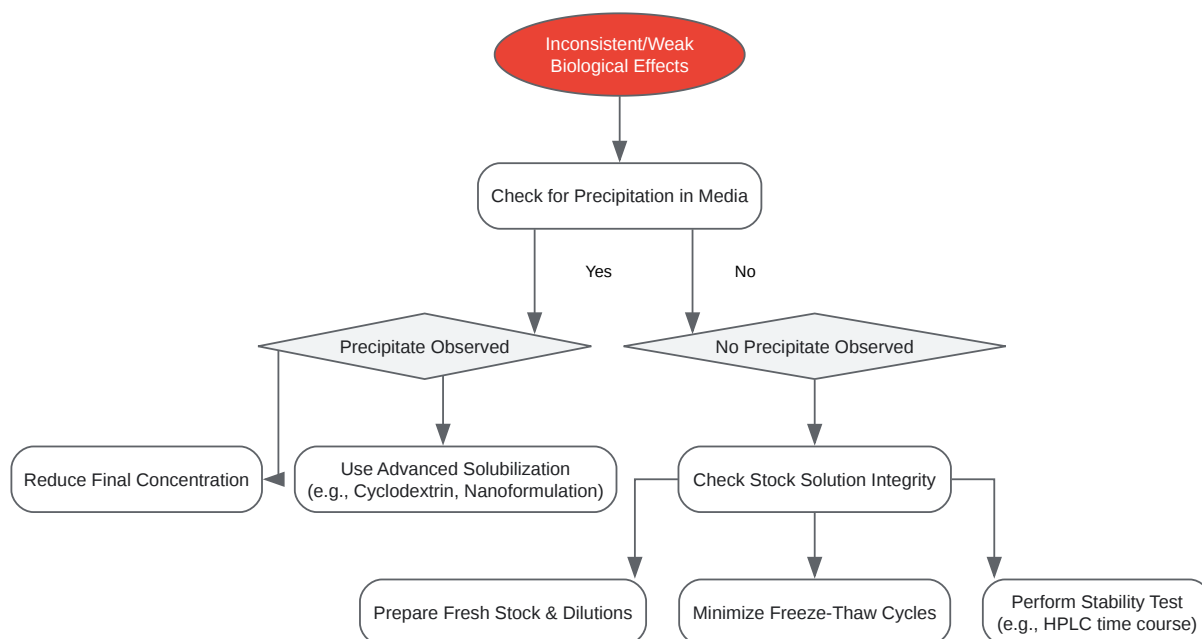 Inconsistent/Weak
Biological Effects
Check for Precipitation in Media
Yes
No
Precipitate Observed
No Precipitate Observed
Reduce Final Concentration
Use Advanced Solubilization
(e.g., Cyclodextrin, Nanoformulation)
Check Stock Solution Integrity
Prepare Fresh Stock & Dilutions
Minimize Freeze-Thaw Cycles
Perform Stability Test
(e.g., HPLC time course)